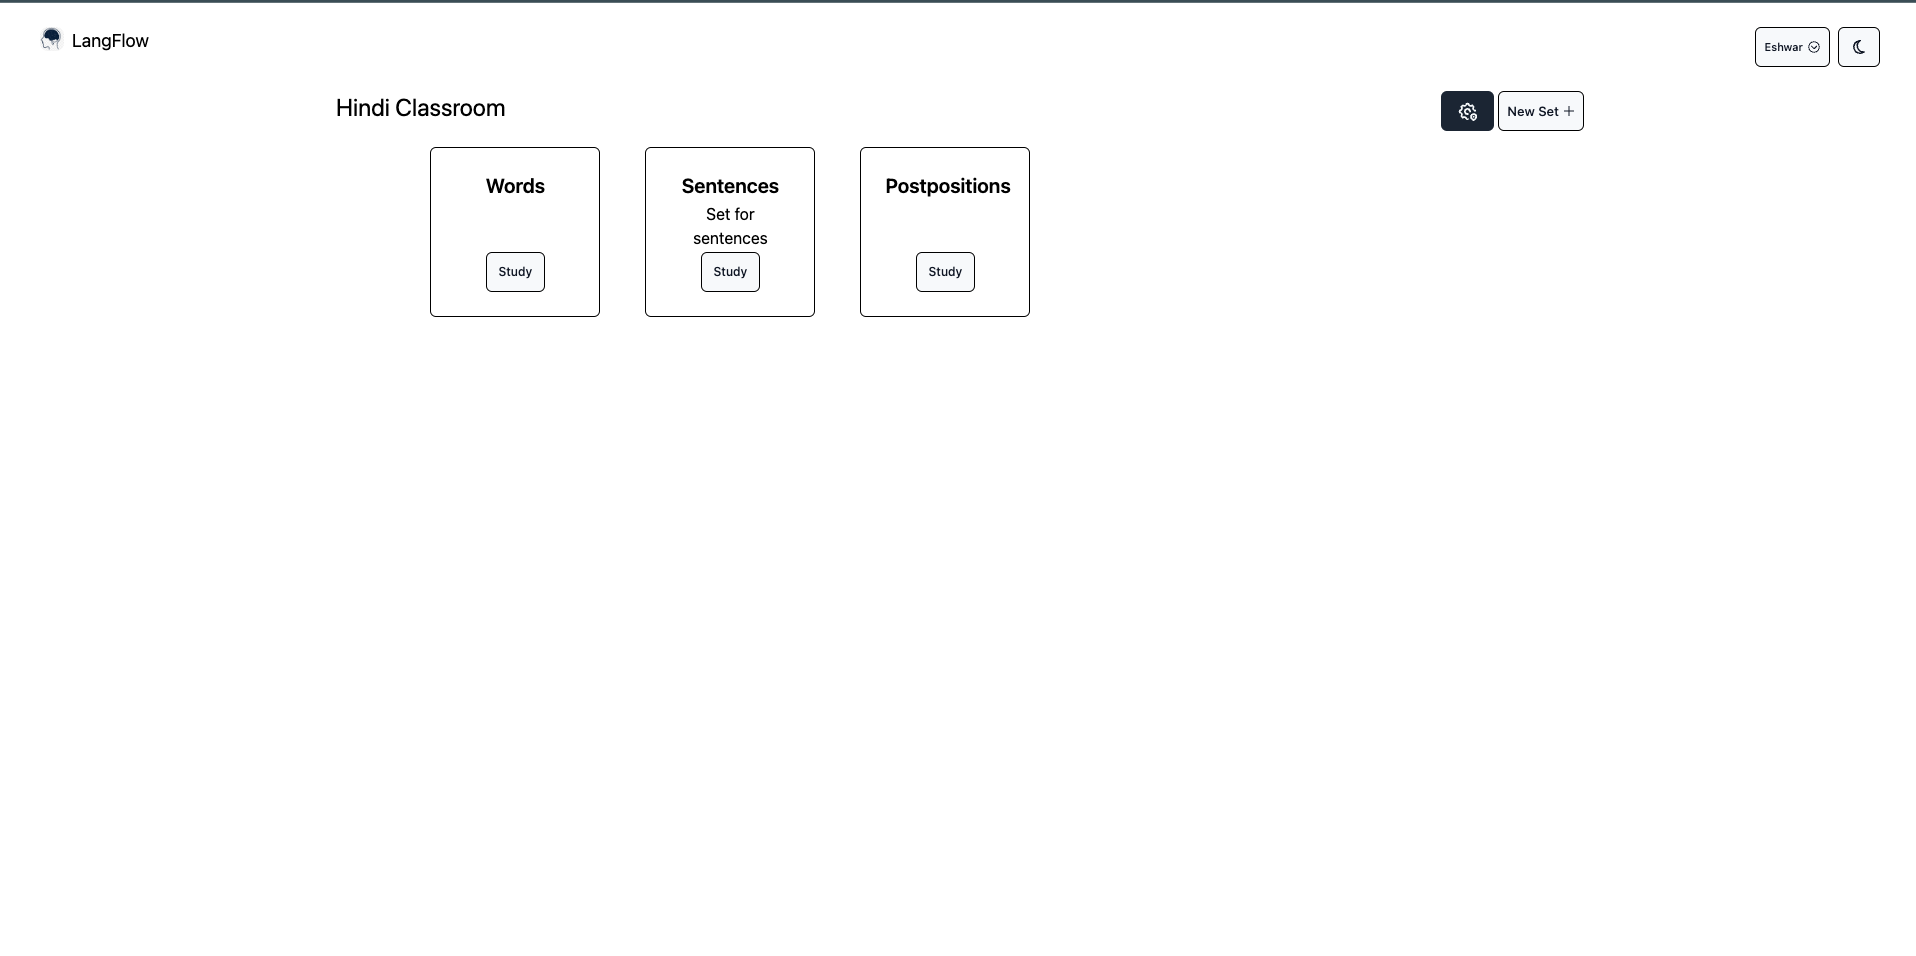 LangFlow
Eshwar
Hindi Classroom
New Set
Words
Study
Sentences
Set for
sentences
Study
Postpositions
Study